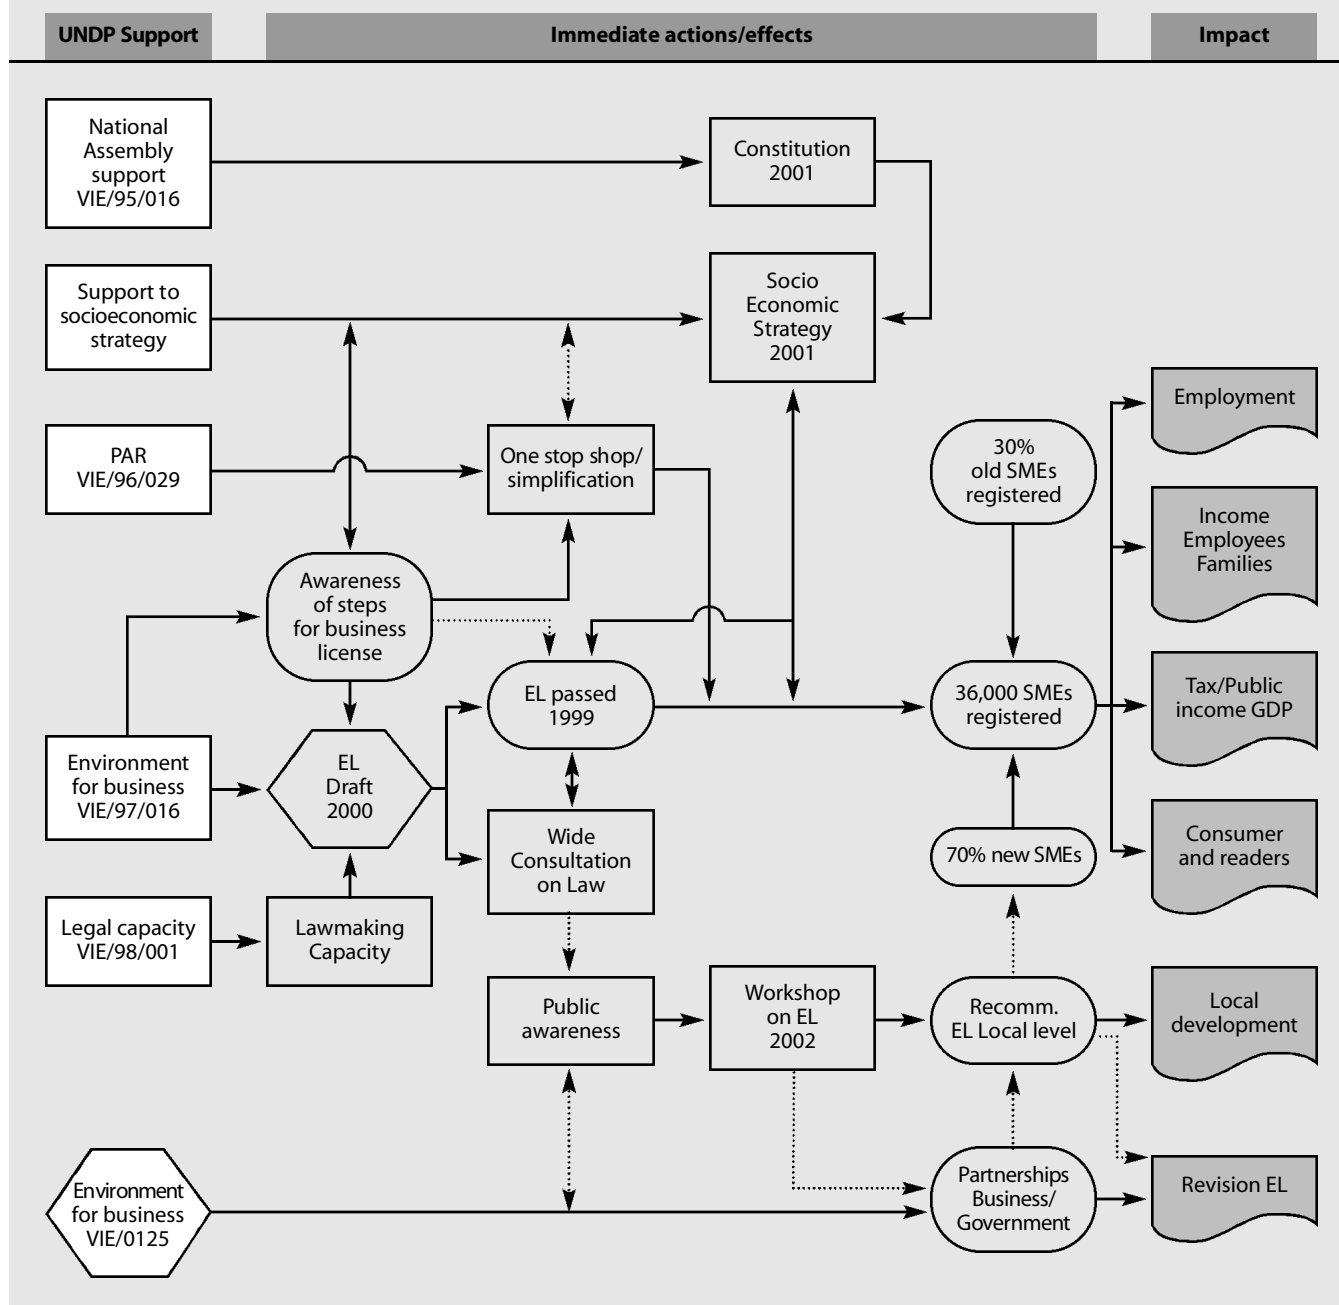 UNDP Support
Immediate actions/effects
Impact
National
Assembly
support
VIE/95/016
Constitution
2001
Support to
socioeconomic
strategy
Socio
Economic
Strategy
2001
Employment
PAR
VIE/96/029
One stop shop/
simplification
30%
old SMEs
registered
Income
Employees
Families
Awareness
of steps
for business
license
EL passed
1999
36,000 SMEs
registered
Tax/Public
income GDP
Environment
for business
VIE/97/016
EL
Draft
2000
Wide
Consultation
on Law
70% new SMEs
Consumer
and readers
Legal capacity
VIE/98/001
Lawmaking
Capacity
Public
awareness
Workshop
on EL
2002
Recomm.
EL Local level
Local
development
Environment
for business
VIE/0125
Partnerships
Business/
Government
Revision EL